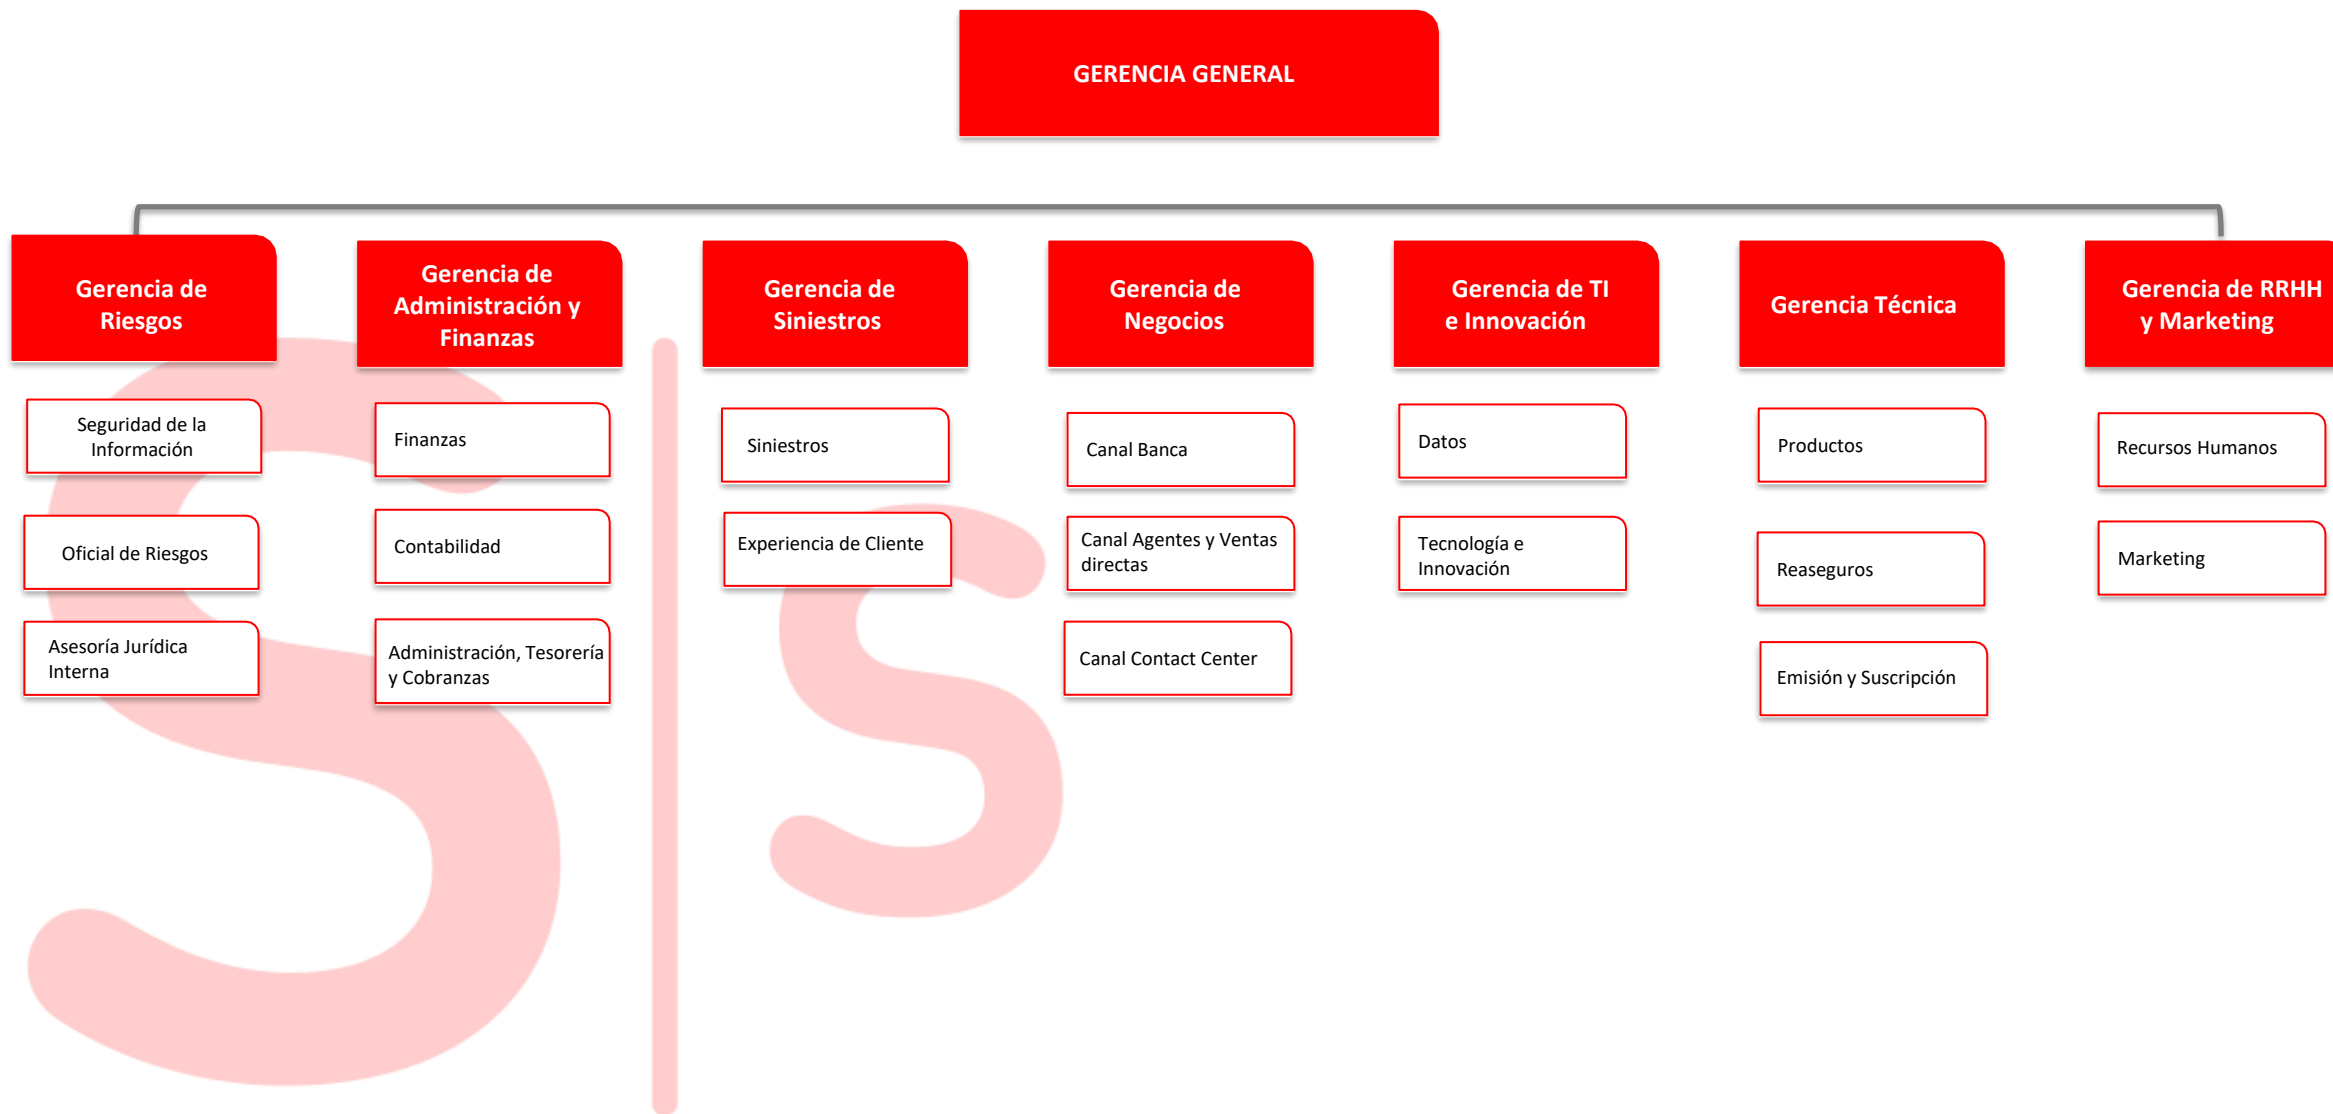 GERENCIA GENERAL
Gerencia de
Riesgos
Seguridad de la
Información
Oficial de Riesgos
Asesoría Jurídica
Interna
Gerencia de
Administración y
Finanzas
Finanzas
Contabilidad
Administración, Tesorería
y Cobranzas
Gerencia de
Siniestros
Siniestros
Experiencia de Cliente
Gerencia de
Negocios
Canal Banca
Canal Agentes y Ventas
directas
Canal Contact Center
Gerencia de TI
e Innovación
Datos
Tecnología e
Innovación
Gerencia Técnica
Productos
Reaseguros
Emisión y Suscripción
Gerencia de RRHH
y Marketing
Recursos Humanos
Marketing
S|s